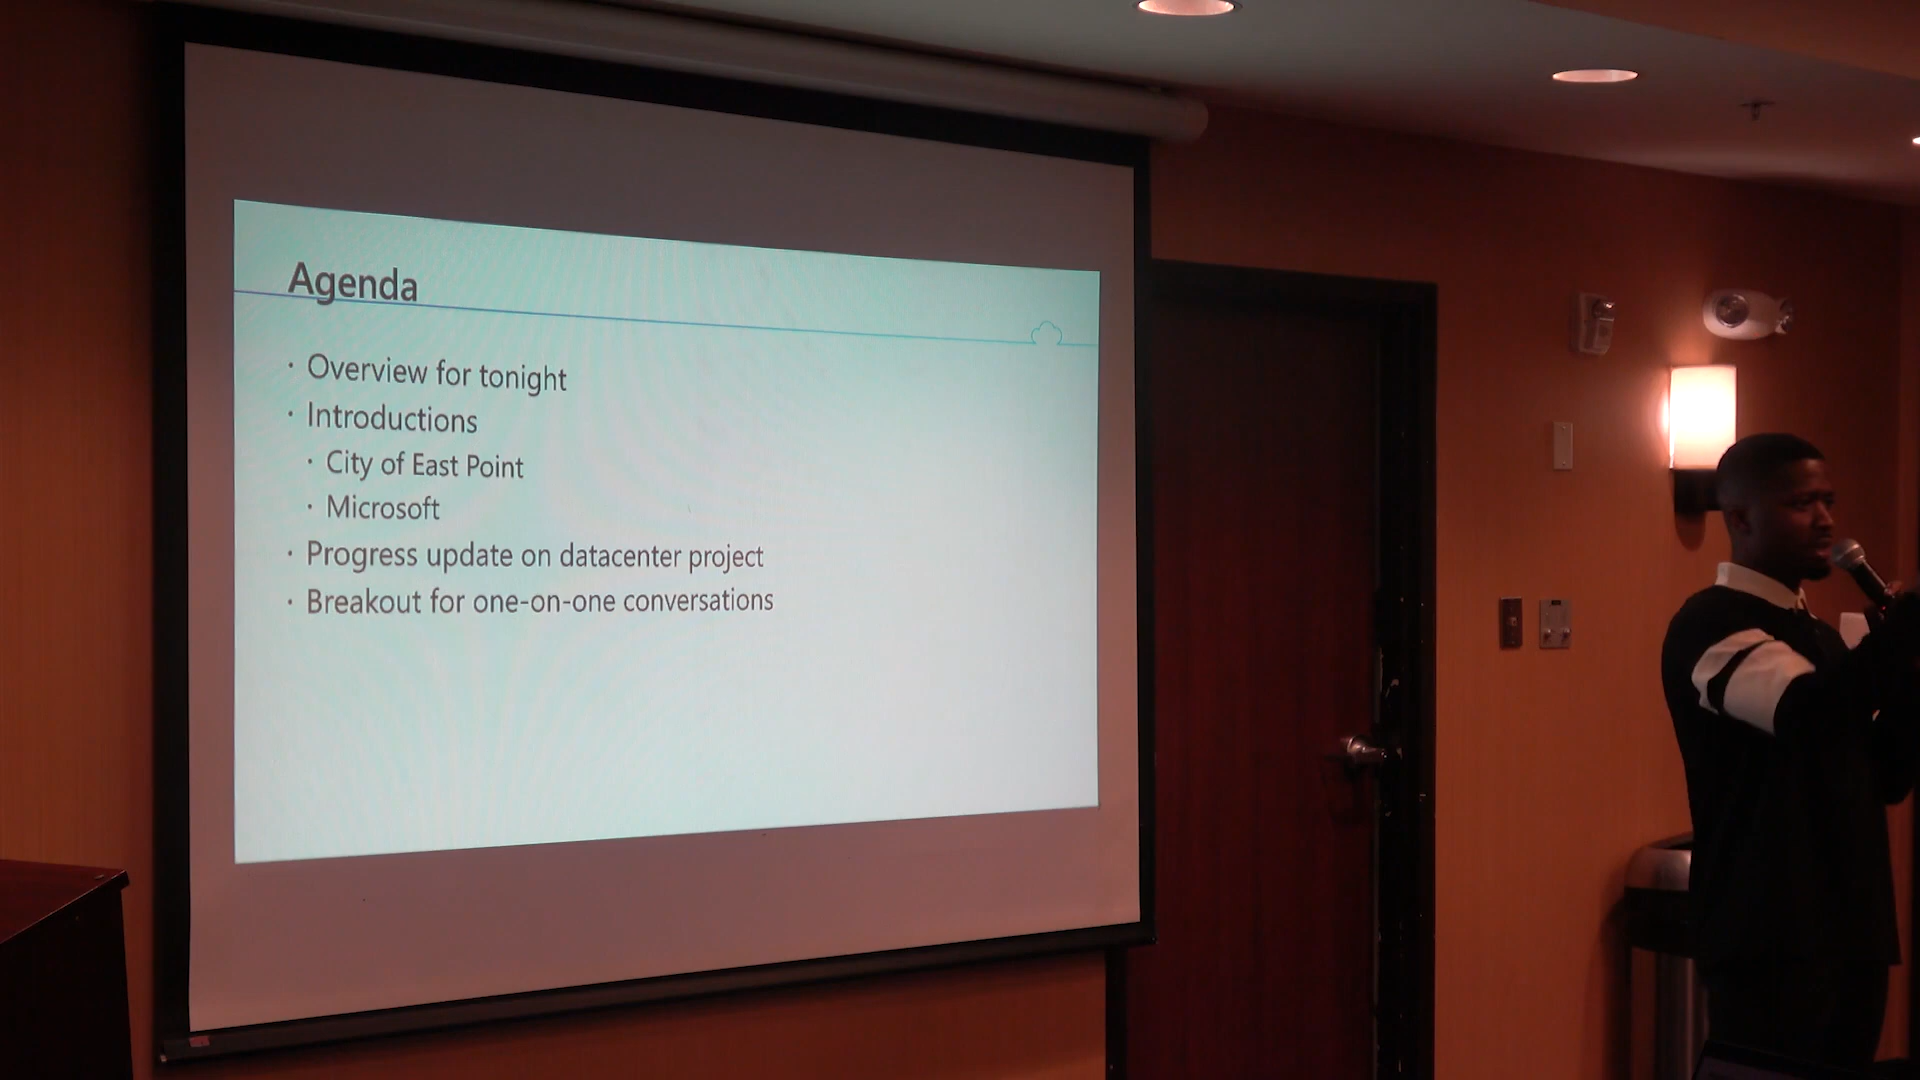 Agenda
· Overview for tonight
· Introductions
· City of East Point
· Microsoft
· Progress update on datacenter project
· Breakout for one-on-one conversations